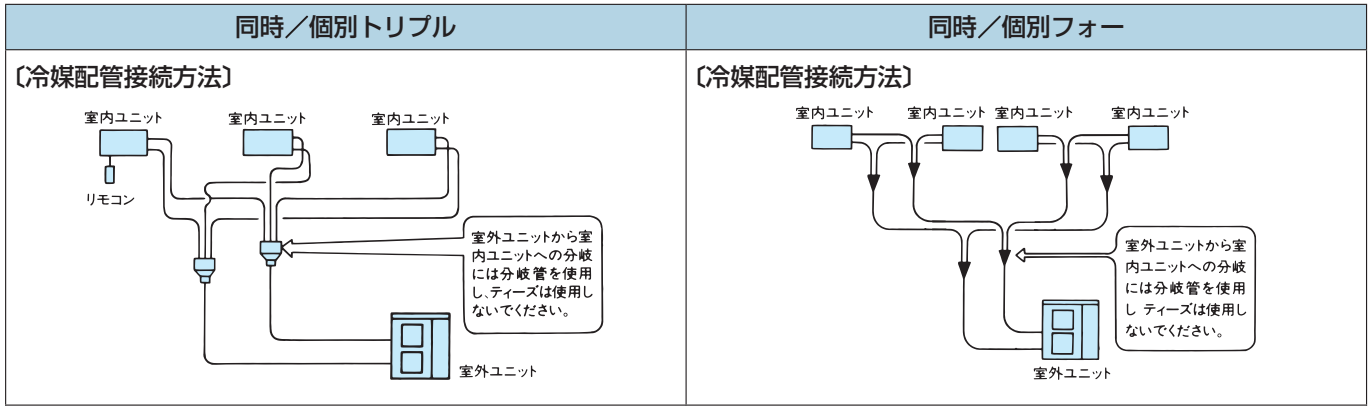 同時／個別トリプル
〔冷媒配管接続方法〕
室内ユニット
室内ユニット
室内ユニット
リモコン
室外ユニットから室
内ユニットへの分岐
には分岐管を使用
し、ティーズは使用し
ないでください。
室外ユニット
同時／個別フォー
〔冷媒配管接続方法〕
室内ユニット
室内ユニット
室内ユニット
室内ユニット
室外ユニットから室
内ユニットへの分岐
には分岐管を使用
し ティーズは使用し
ないでください。
室外ユニット